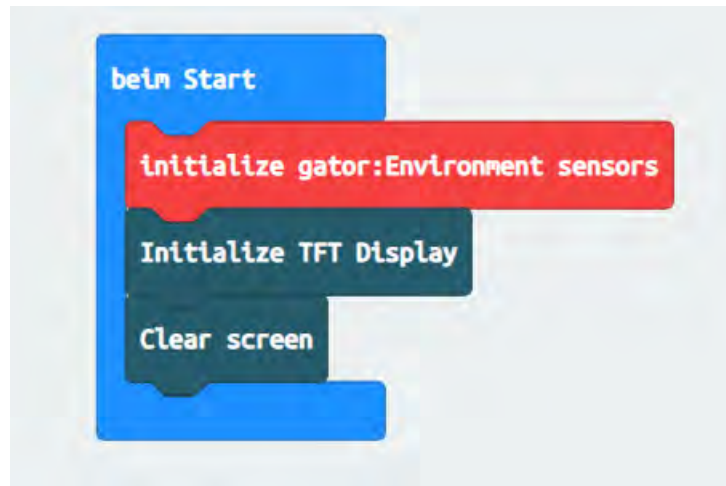 beim Start
initialize gator:Environment sensors
Initialize TFT Display
Clear screen